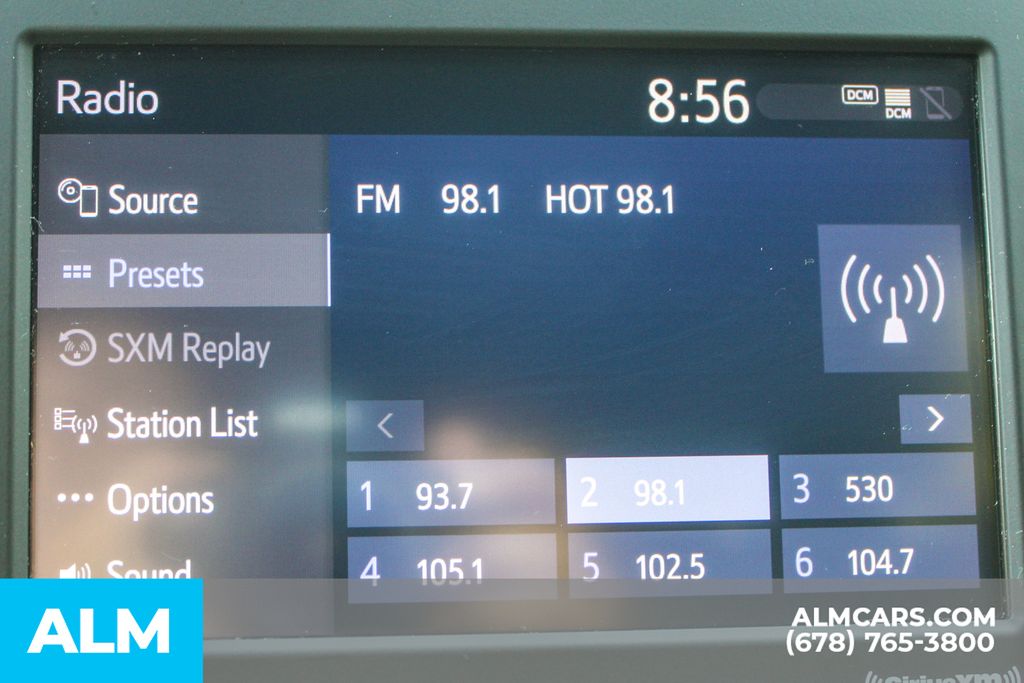 Radio
8:56
DCM
DCM
Source
FM 98.1 HOT 98.1
Presets
SXM Replay
Station List
<
>
Options
1 93.7
2 98.1
3 530
Sound
4 105.1
5 102.5
6 104.7
ALM
ALMCARS.COM
(678) 765-3800
SiriusXM